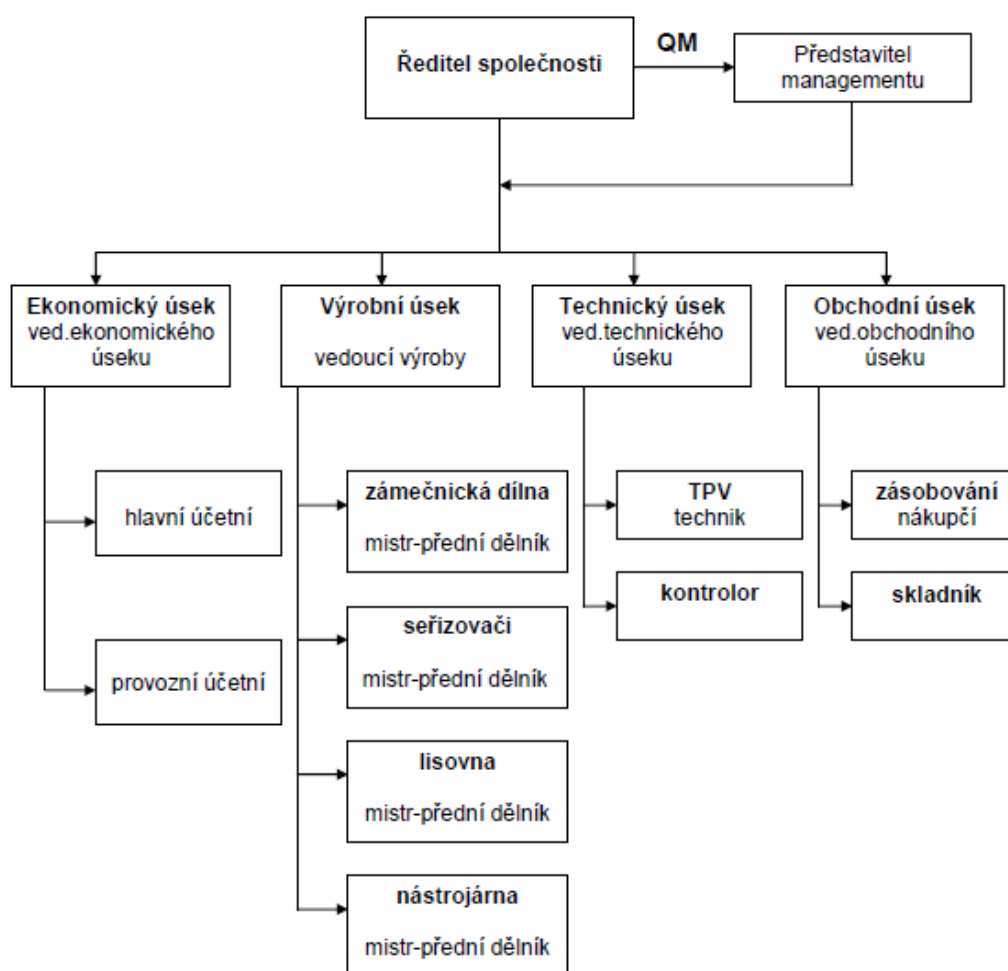 QM
Ředitel společnosti
Představitel
managementu
Ekonomický úsek
ved.ekonomického
úseku
Výrobní úsek
vedoucí výroby
Technický úsek
ved.technického
úseku
Obchodní úsek
ved.obchodního
úseku
hlavní účetní
provozní účetní
zámečnická dílna
mistr-přední dělník
seřizovači
mistr-přední dělník
lisovna
mistr-přední dělník
nástrojárna
mistr-přední dělník
TPV
technik
kontrolor
zásobování
nákupčí
skladník